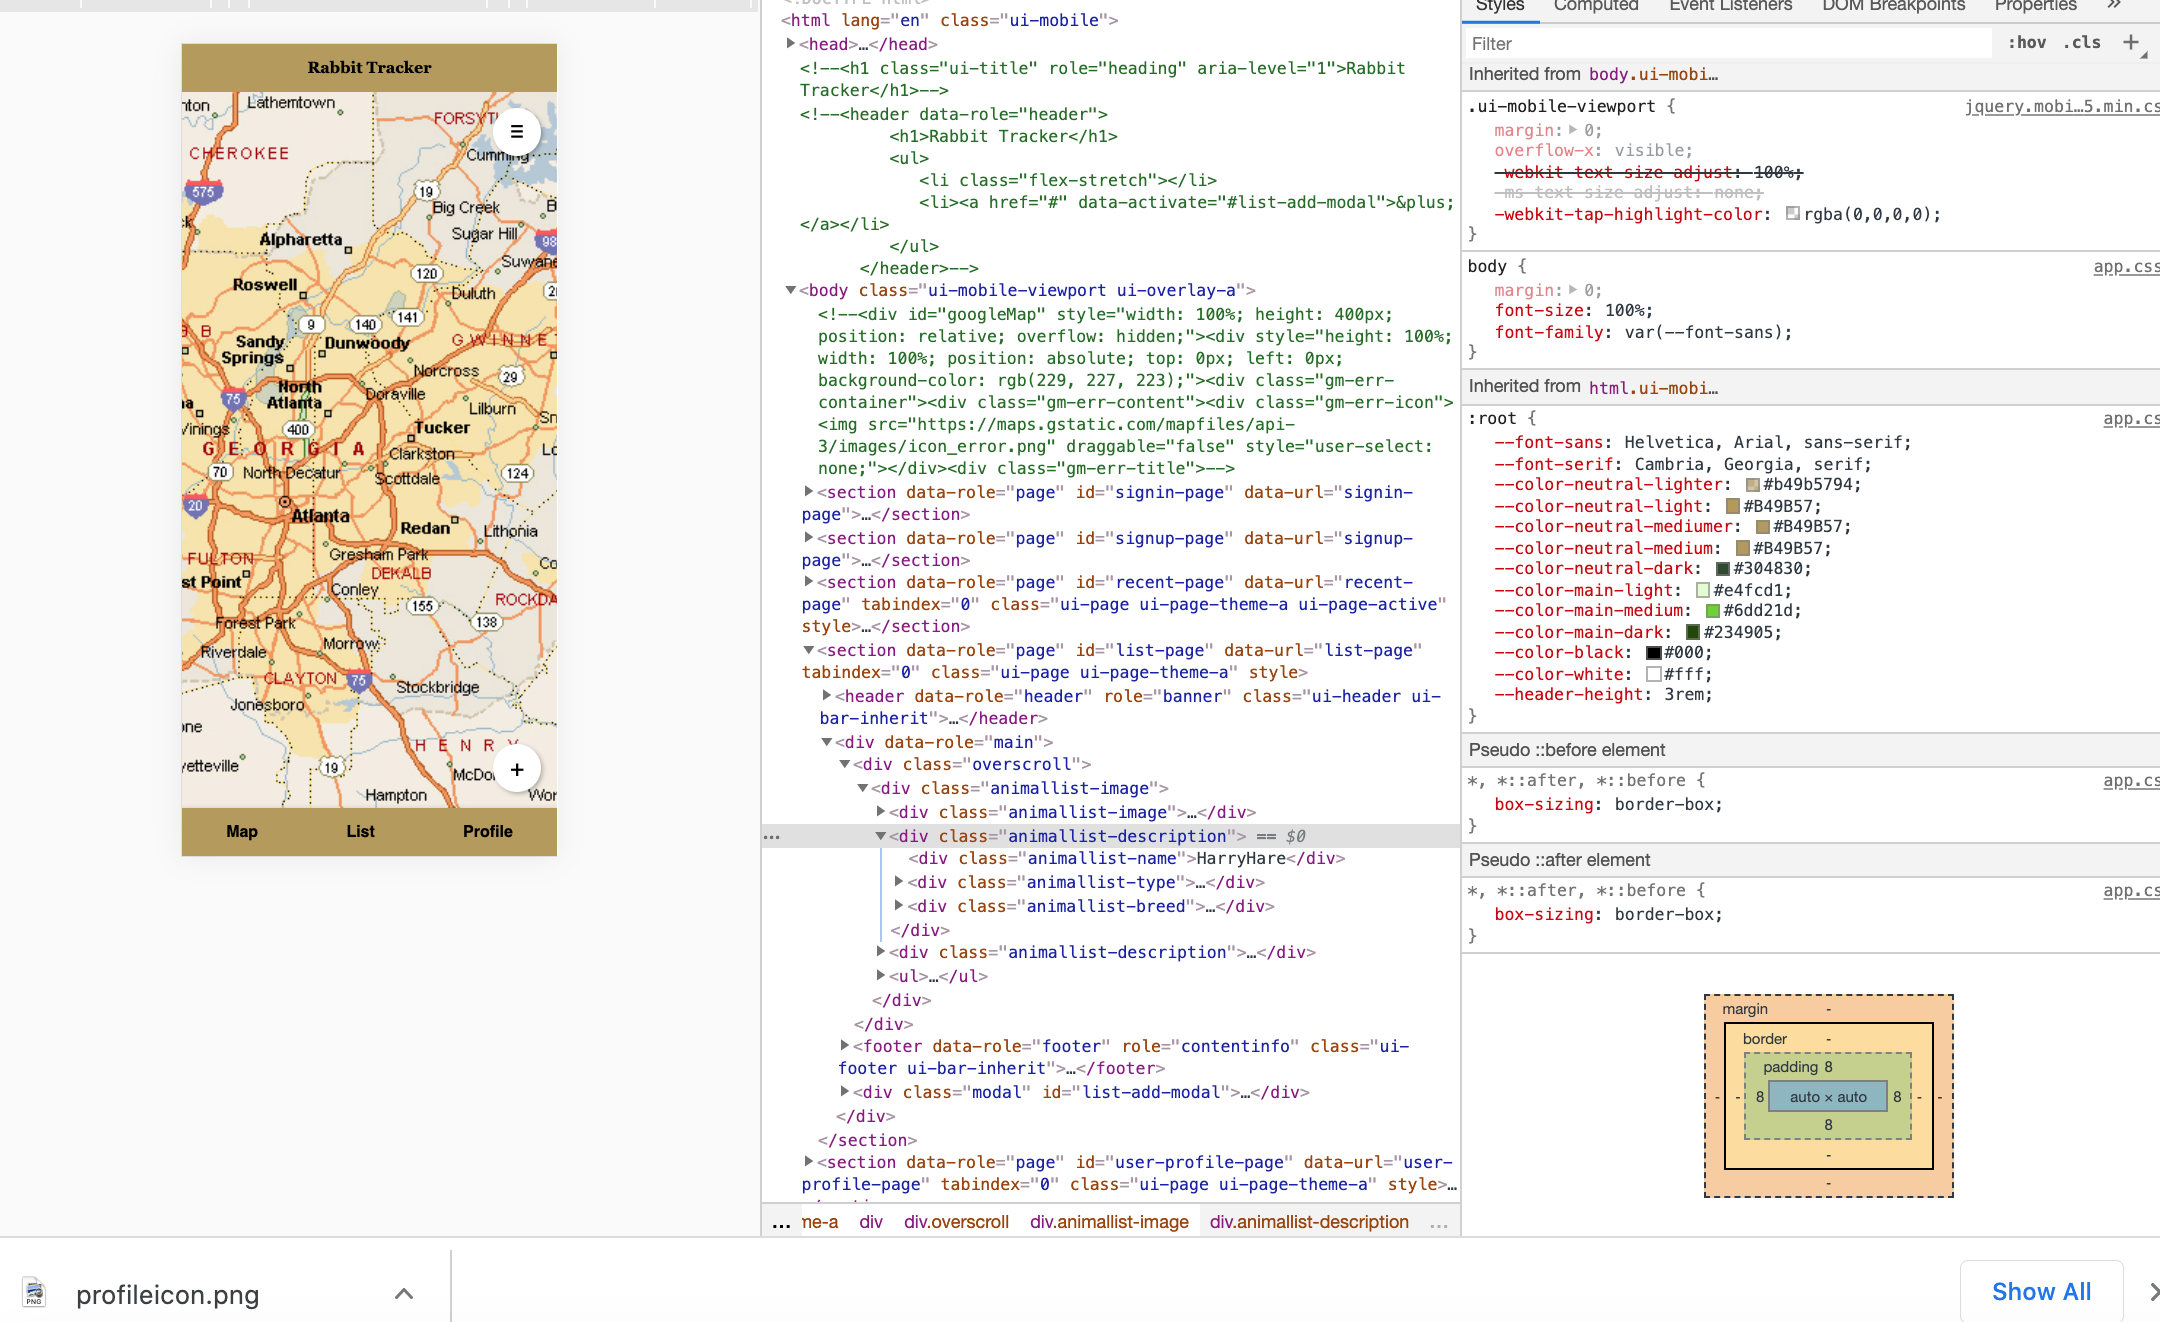 Rabbit Tracker
nton
Lathemtown
FORSYT
☰
CHEROKEE
Cumming
575
19
Big Creek
B
Sugar Hill
Alpharetta
98
Suwane
120
Roswell
Duluth
9
140
141
B B
Sandy
Springs
Dunwoody
GWINNE
Norcross
29
North
Atlanta
75
Doraville
Lilburn
Sn
na
Vinings
400
Tucker
GEORGIA
Clarkston
Lo
70
North Decatur
Scottdale
124
20
Atlanta
Redan
Lithonia
FULTON
Gresham Park
Co
st Point
DEKALB
Conley
155
ROCKDA
138
Forest Park
Morrow
Riverdale
CLAYTON
75
Stockbridge
Jonesboro
one
HENRY
yetteville
19
McDo
+
Hampton
Wor
Map List Profile
<!DOCTYPE html>
<html lang="en" class="ui-mobile">
<head>…</head>
<!--<h1 class="ui-title" role="heading" aria-level="1">Rabbit
Tracker</h1>-->
<!--<header data-role="header">
<h1>Rabbit Tracker</h1>
<ul>
<li class="flex-stretch"></li>
<li><a href="#" data-activate="#list-add-modal">&plus;
</a></li>
</ul>
</header>-->
<body class="ui-mobile-viewport ui-overlay-a">
<!--<div id="googleMap" style="width: 100%; height: 400px;
position: relative; overflow: hidden;"><div style="height: 100%;
width: 100%; position: absolute; top: 0px; left: 0px;
background-color: rgb(229, 227, 223);"><div class="gm-err-
container"><div class="gm-err-content"><div class="gm-err-icon">
<img src="https://maps.gstatic.com/mapfiles/api-
3/images/icon_error.png" draggable="false" style="user-select:
none;"></div><div class="gm-err-title">-->
<section data-role="page" id="signin-page" data-url="signin-
page">…</section>
<section data-role="page" id="signup-page" data-url="signup-
page">…</section>
<section data-role="page" id="recent-page" data-url="recent-
page" tabindex="0" class="ui-page ui-page-theme-a ui-page-active"
style>…</section>
<section data-role="page" id="list-page" data-url="list-page"
tabindex="0" class="ui-page ui-page-theme-a" style>
<header data-role="header" role="banner" class="ui-header ui-
bar-inherit">…</header>
<div data-role="main">
<div class="overscroll">
<div class="animallist-image">
<div class="animallist-image">…</div>
… <div class="animallist-description"> == $0
<div class="animallist-name">HarryHare</div>
<div class="animallist-type">…</div>
<div class="animallist-breed">…</div>
</div>
<div class="animallist-description">…</div>
<ul>…</ul>
</div>
</div>
<footer data-role="footer" role="contentinfo" class="ui-
footer ui-bar-inherit">…</footer>
<div class="modal" id="list-add-modal">…</div>
</div>
</section>
<section data-role="page" id="user-profile-page" data-url="user-
profile-page" tabindex="0" class="ui-page ui-page-theme-a" style>…
… me-a div div.overscroll div.animallist-image div.animallist-description …
Styles Computed Event Listeners DOM Breakpoints Properties »
Filter :hov .cls +
Inherited from body.ui-mobi…
.ui-mobile-viewport { jquery.mobi…5.min.cs
margin: 0;
overflow-x: visible;
-webkit-text-size-adjust: 100%;
-ms-text-size-adjust: none;
-webkit-tap-highlight-color: rgba(0,0,0,0);
}
body { app.css
margin: 0;
font-size: 100%;
font-family: var(--font-sans);
}
Inherited from html.ui-mobi…
:root { app.cs
--font-sans: Helvetica, Arial, sans-serif;
--font-serif: Cambria, Georgia, serif;
--color-neutral-lighter: #b49b5794;
--color-neutral-light: #B49B57;
--color-neutral-mediumer: #B49B57;
--color-neutral-medium: #B49B57;
--color-neutral-dark: #304830;
--color-main-light: #e4fcd1;
--color-main-medium: #6dd21d;
--color-main-dark: #234905;
--color-black: #000;
--color-white: #fff;
--header-height: 3rem;
}
Pseudo ::before element
*, *::after, *::before { app.cs
box-sizing: border-box;
}
Pseudo ::after element
*, *::after, *::before { app.cs
box-sizing: border-box;
}
margin -
border -
padding 8
- - 8 auto × auto 8 - -
8
-
-
PNG
profileicon.png
Show All